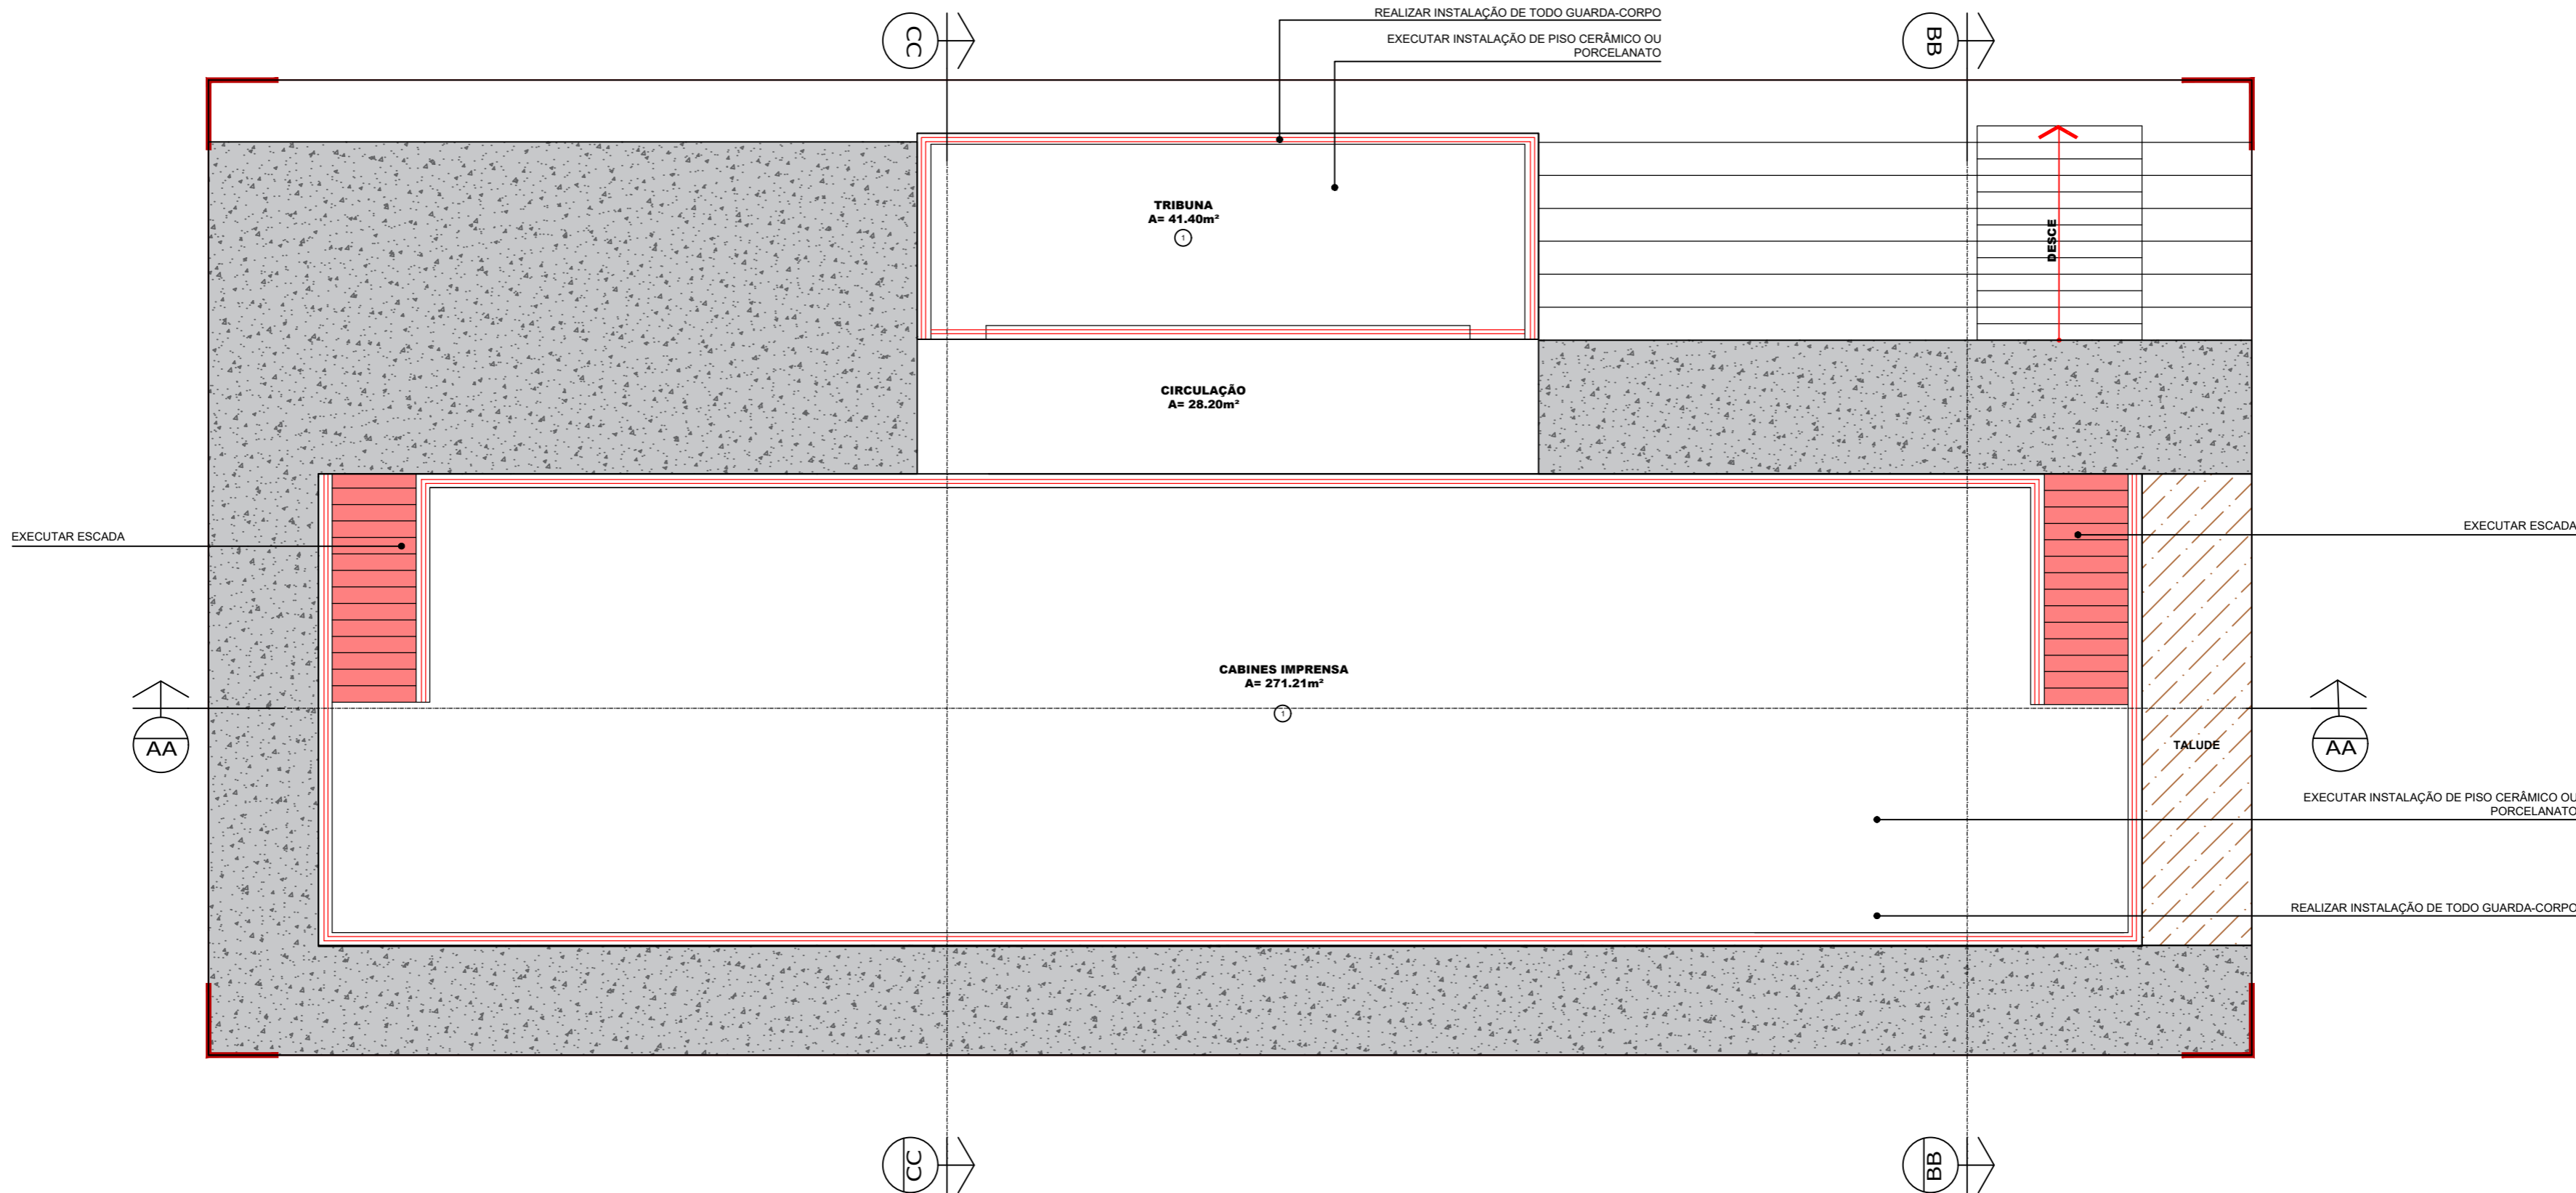 CC
REALIZAR INSTALAÇÃO DE TODO GUARDA-CORPO
EXECUTAR INSTALAÇÃO DE PISO CERÂMICO OU
PORCELANATO
BB
TRIBUNA
A= 41.40m²
1
DESCE
CIRCULAÇÃO
A= 28.20m²
EXECUTAR ESCADA
EXECUTAR ESCADA
CABINES IMPRENSA
A= 271.21m²
1
AA
TALUDE
AA
EXECUTAR INSTALAÇÃO DE PISO CERÂMICO OU
PORCELANATO
REALIZAR INSTALAÇÃO DE TODO GUARDA-CORPO
CC
BB